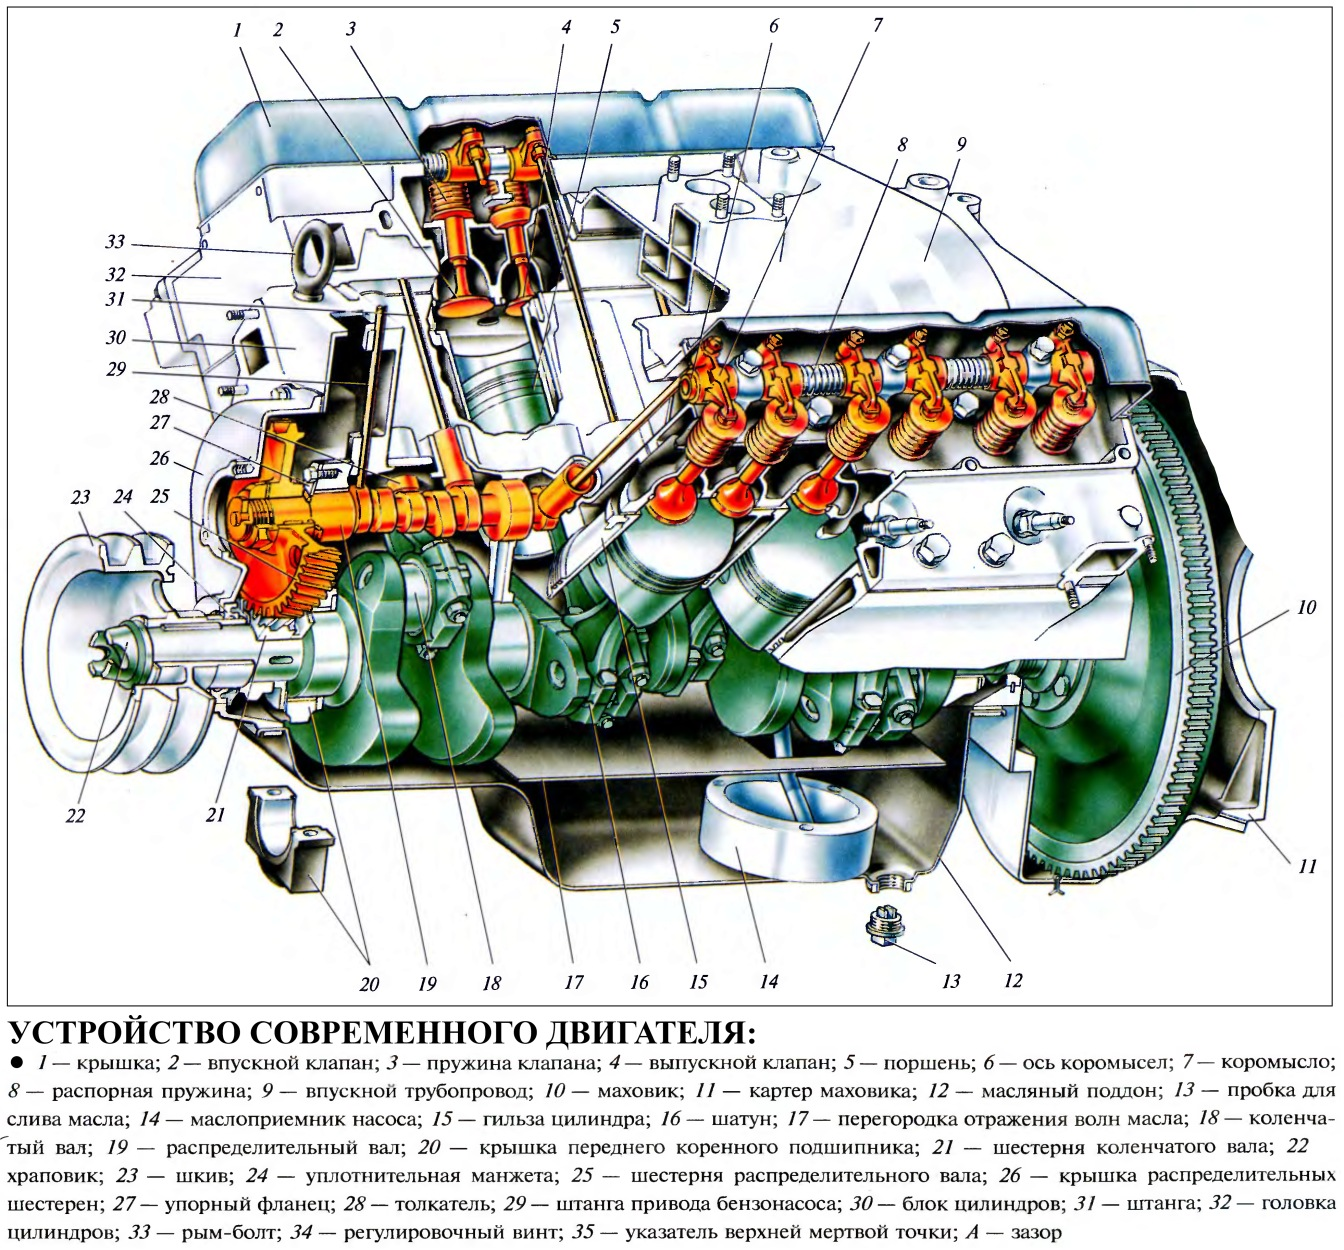 1 2 3 4 5 6 7
8 9
33
32
31
30
29
28
27
26
23 24 25
10
22 21
11
20 19 18 17 16 15 14 13 12
УСТРОЙСТВО СОВРЕМЕННОГО ДВИГАТЕЛЯ:
● 1 — крышка; 2 — впускной клапан; 3 — пружина клапана; 4 — выпускной клапан; 5 — поршень; 6 — ось коромысел; 7 — коромысло;
8 — распорная пружина; 9 — впускной трубопровод; 10 — маховик; 11 — картер маховика; 12 — масляный поддон; 13 — пробка для
слива масла; 14 — маслоприемник насоса; 15 — гильза цилиндра; 16 — шатун; 17 — перегородка отражения волн масла; 18 — коленча-
тый вал; 19 — распределительный вал; 20 — крышка переднего коренного подшипника; 21 — шестерня коленчатого вала; 22
храповик; 23 — шкив; 24 — уплотнительная манжета; 25 — шестерня распределительного вала; 26 — крышка распределительных
шестерен; 27 — упорный фланец; 28 — толкатель; 29 — штанга привода бензонасоса; 30 — блок цилиндров; 31 — штанга; 32 — головка
цилиндров; 33 — рым-болт; 34 — регулировочный винт; 35 — указатель верхней мертвой точки; А — зазор